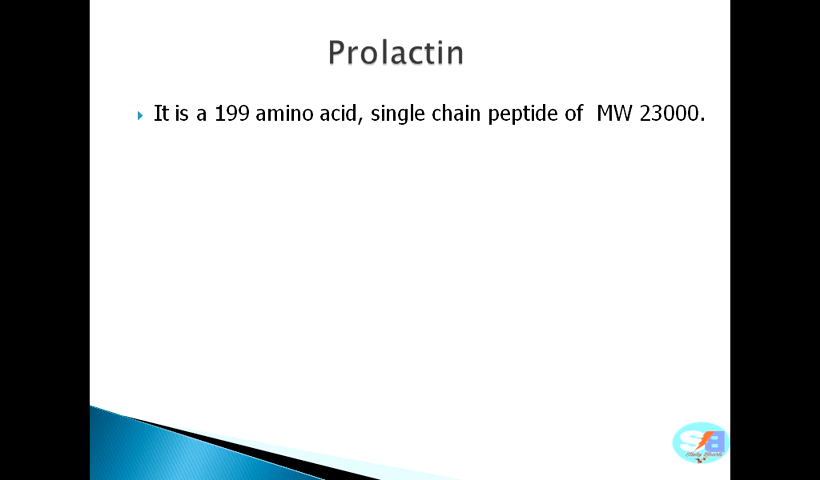 Prolactin
It is a 199 amino acid, single chain peptide of MW 23000.